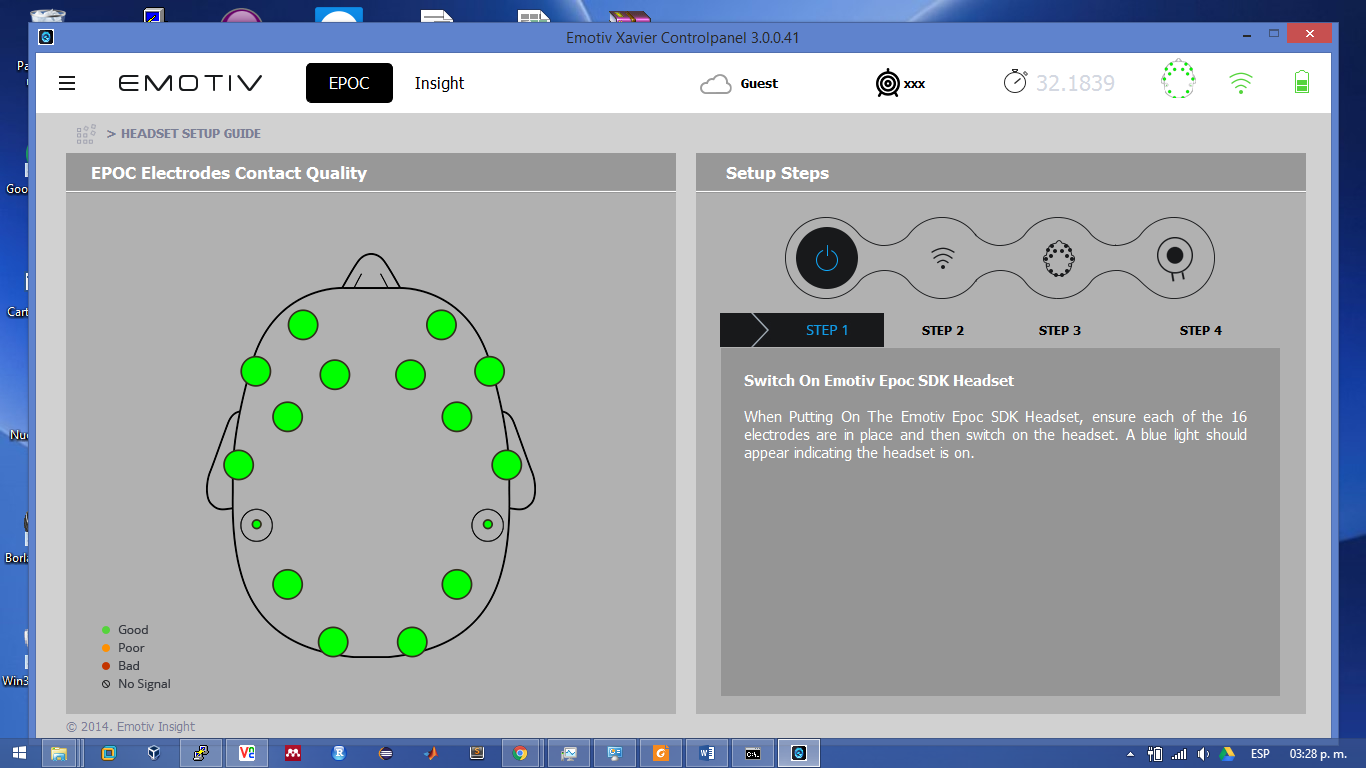 Emotiv Xavier Controlpanel 3.0.0.41
EMOTIV
EPOC
Insight
Guest
xxx
32.1839
> HEADSET SETUP GUIDE
EPOC Electrodes Contact Quality
Good
Poor
Bad
No Signal
Setup Steps
STEP 1
STEP 2
STEP 3
STEP 4
Switch On Emotiv Epoc SDK Headset
When Putting On The Emotiv Epoc SDK Headset, ensure each of the 16
electrodes are in place and then switch on the headset. A blue light should
appear indicating the headset is on.
© 2014. Emotiv Insight
ESP
03:28 p. m.